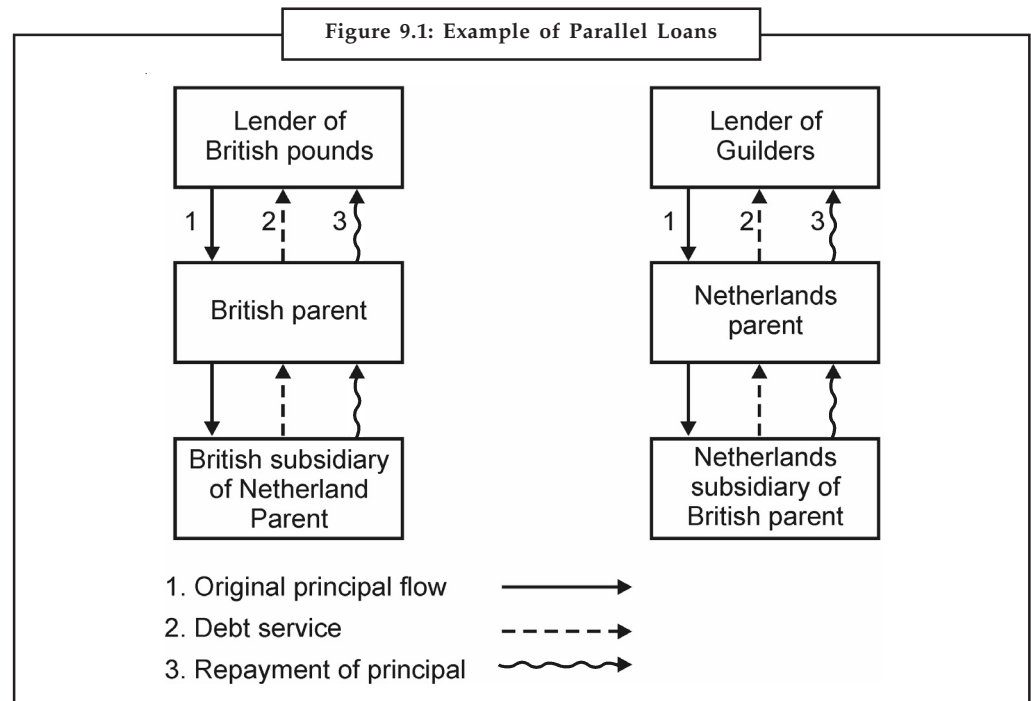 Figure 9.1: Example of Parallel Loans
Lender of
British pounds
Lender of
Guilders
1 2 3
1 2 3
British parent
Netherlands
parent
British subsidiary
of Netherland
Parent
Netherlands
subsidiary of
British parent
1. Original principal flow
2. Debt service
3. Repayment of principal